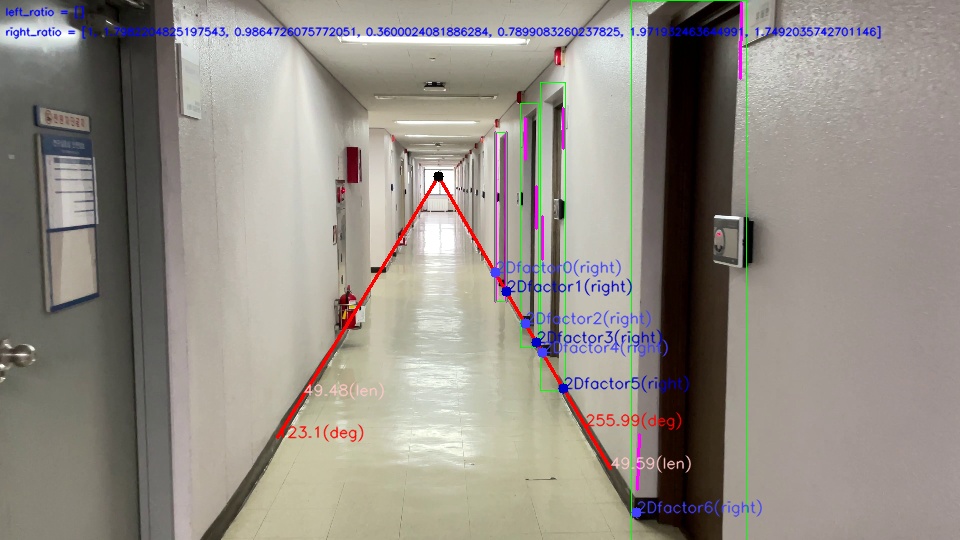 left_ratio = []
right_ratio = [1, 1.7982204825197543, 0.9864726075772051, 0.3600024081886284, 0.7899083260237825, 1.971932463644991, 1.7492035742701146]
2Dfactor0(right)
2Dfactor1(right)
2Dfactor2(right)
2Dfactor3(right)
2Dfactor4(right)
2Dfactor5(right)
49.48(len)
255.99(deg)
23.1(deg)
49.59(len)
2Dfactor6(right)